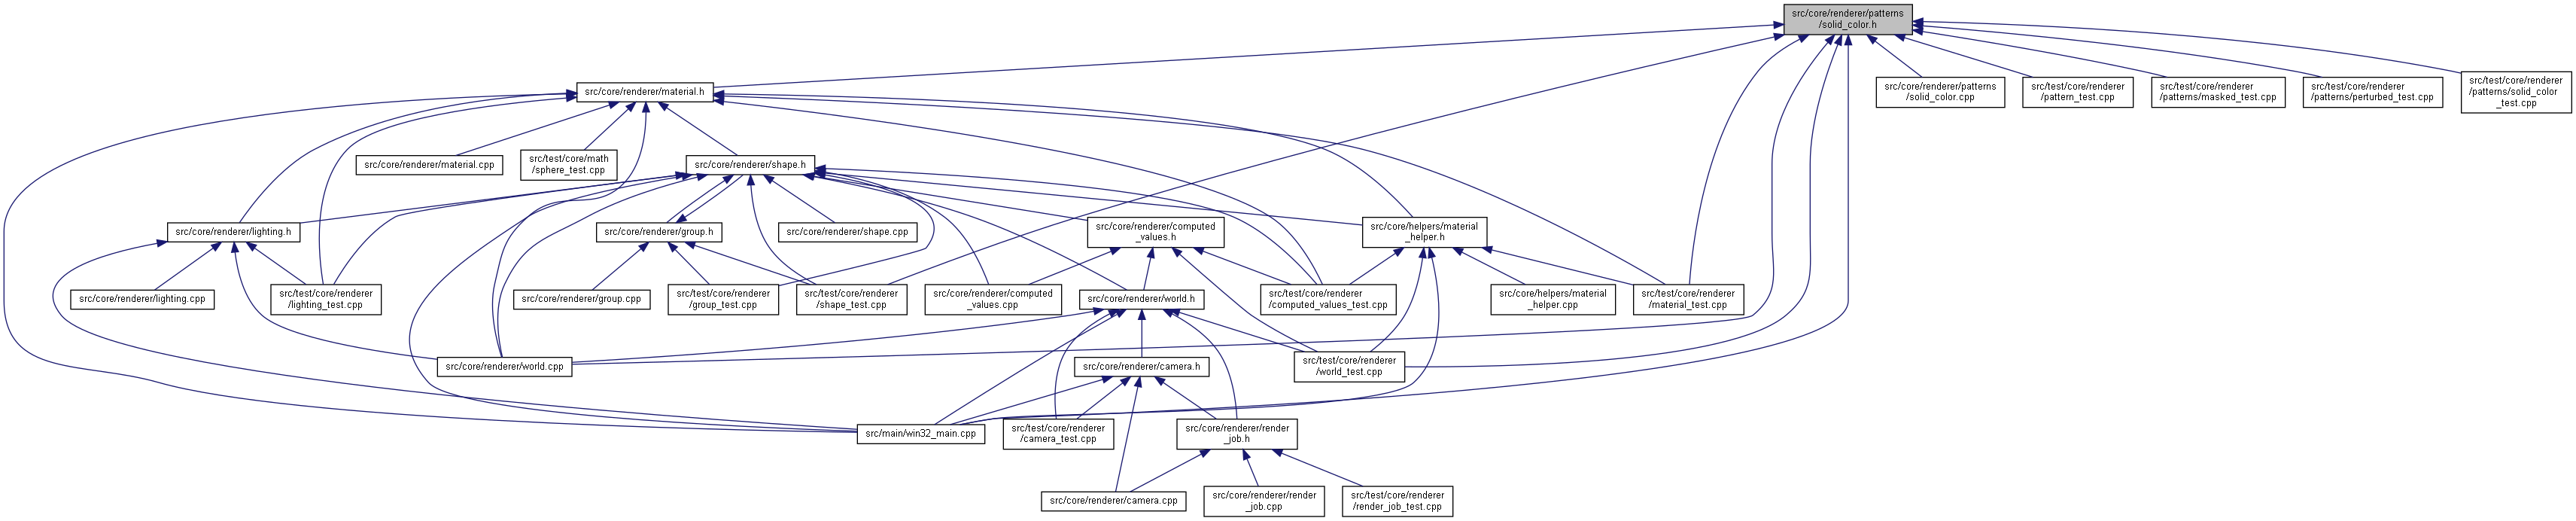 src/core/renderer/patterns
/solid_color.h
src/core/renderer/material.h
src/core/renderer/patterns
/solid_color.cpp
src/test/core/renderer
/pattern_test.cpp
src/test/core/renderer
/patterns/masked_test.cpp
src/test/core/renderer
/patterns/perturbed_test.cpp
src/test/core/renderer
/patterns/solid_color
_test.cpp
src/core/renderer/material.cpp
src/test/core/math
/sphere_test.cpp
src/core/renderer/shape.h
src/core/renderer/lighting.h
src/core/renderer/group.h
src/core/renderer/shape.cpp
src/core/renderer/computed
_values.h
src/core/helpers/material
_helper.h
src/core/renderer/lighting.cpp
src/test/core/renderer
/lighting_test.cpp
src/core/renderer/group.cpp
src/test/core/renderer
/group_test.cpp
src/test/core/renderer
/shape_test.cpp
src/core/renderer/computed
_values.cpp
src/core/renderer/world.h
src/test/core/renderer
/computed_values_test.cpp
src/core/helpers/material
_helper.cpp
src/test/core/renderer
/material_test.cpp
src/core/renderer/world.cpp
src/core/renderer/camera.h
src/test/core/renderer
/world_test.cpp
src/main/win32_main.cpp
src/test/core/renderer
/camera_test.cpp
src/core/renderer/render
_job.h
src/core/renderer/camera.cpp
src/core/renderer/render
_job.cpp
src/test/core/renderer
/render_job_test.cpp